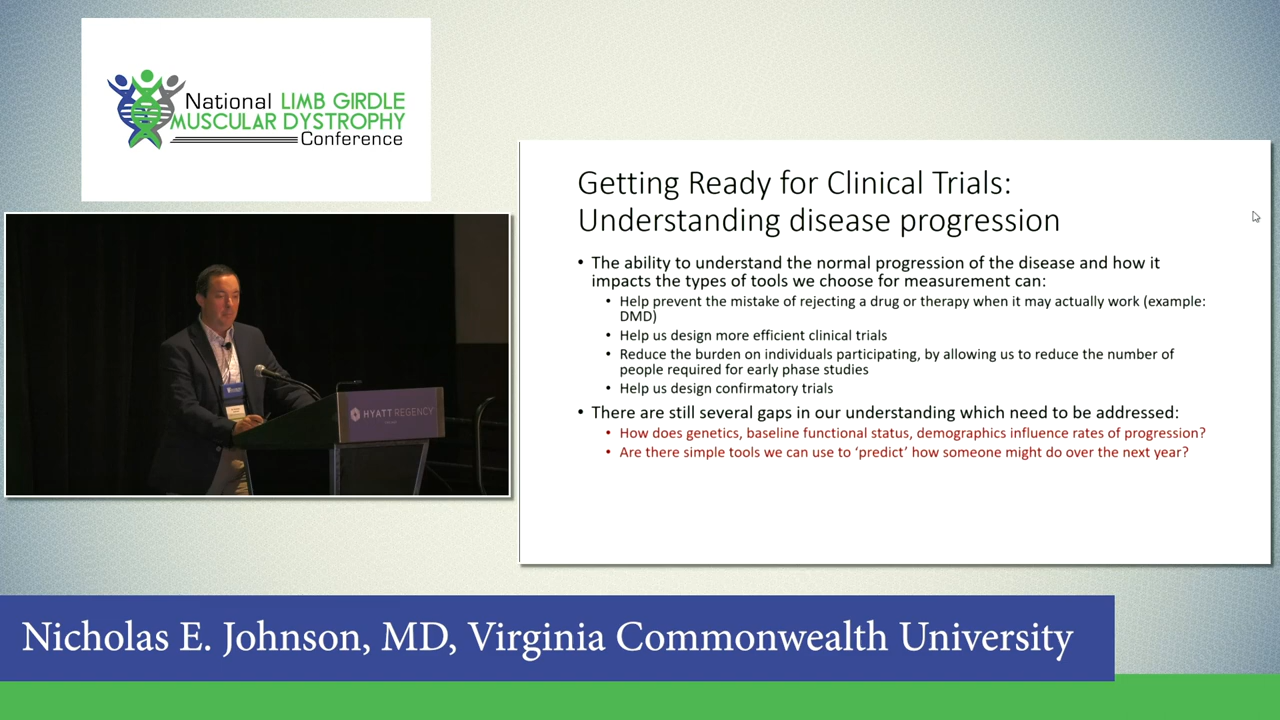 National LIMB GIRDLE
MUSCULAR DYSTROPHY
Conference
Getting Ready for Clinical Trials:
Understanding disease progression
• The ability to understand the normal progression of the disease and how it
impacts the types of tools we choose for measurement can:
• Help prevent the mistake of rejecting a drug or therapy when it may actually work (example:
DMD)
• Help us design more efficient clinical trials
• Reduce the burden on individuals participating, by allowing us to reduce the number of
people required for early phase studies
• Help us design confirmatory trials
• There are still several gaps in our understanding which need to be addressed:
• How does genetics, baseline functional status, demographics influence rates of progression?
• Are there simple tools we can use to ‘predict’ how someone might do over the next year?
HYATT REGENCY
Nicholas E. Johnson, MD, Virginia Commonwealth University